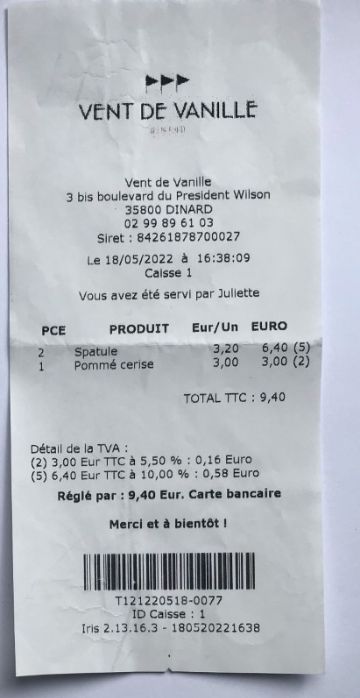 VENT DE VANILLE
Vent de Vanille
3 bis boulevard du President Wilson
35800 DINARD
02 99 89 61 03
Siret : 84261878700027
Le 18/05/2022 à 16:38:09
Caisse 1
Vous avez été servi par Juliette
PCE PRODUIT Eur/Un EURO
2 Spatule 3,20 6,40 (5)
1 Pommé cerise 3,00 3,00 (2)
TOTAL TTC : 9,40
Détail de la TVA :
(2) 3,00 Eur TTC à 5,50 % : 0,16 Euro
(5) 6,40 Eur TTC à 10,00 % : 0,58 Euro
Réglé par : 9,40 Eur. Carte bancaire
Merci et à bientôt !
T121220518-0077
ID Caisse : 1
Iris 2.13.16.3 - 180520221638